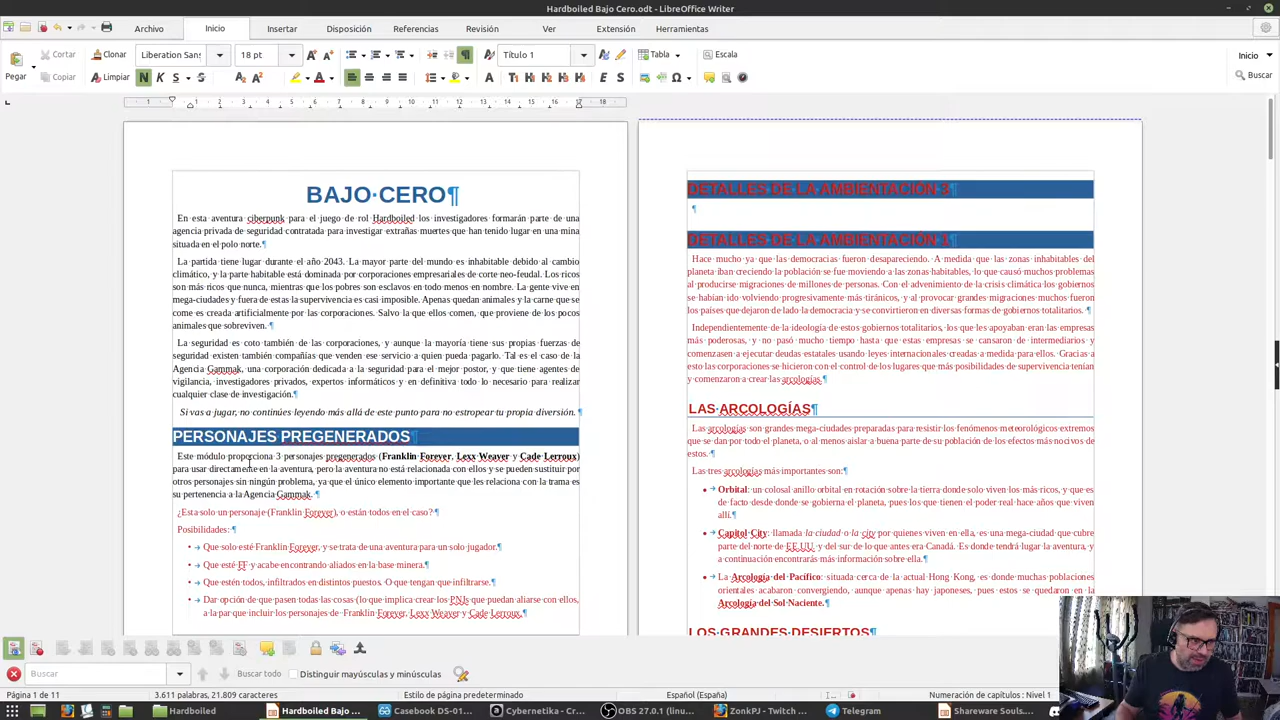 Hardboiled Bajo Cero.odt - LibreOffice Writer
Archivo Inicio Insertar Disposición Referencias Revisión Ver Extensión Herramientas
Pegar Cortar Copiar Clonar Limpiar Liberation San 18 pt Título 1 Tabla Escala Inicio Buscar
BAJO·CERO¶
En esta aventura ciberpunk para el juego de rol Hardboiled los investigadores formarán parte de una
agencia privada de seguridad contratada para investigar extrañas muertes que han tenido lugar en una mina
situada en el polo norte.¶
La partida tiene lugar durante el año 2043. La mayor parte del mundo es inhabitable debido al cambio
climático, y la parte habitable está dominada por corporaciones empresariales de corte neo-feudal. Los ricos
son más ricos que nunca, mientras que los pobres son esclavos en todo menos en nombre. La gente vive en
mega-ciudades y fuera de estas la supervivencia es casi imposible. Apenas quedan animales y la carne que se
come es creada artificialmente por las corporaciones. Salvo la que ellos comen, que proviene de los pocos
animales que sobreviven. ¶
La seguridad es coto también de las corporaciones, y aunque la mayoría tiene sus propias fuerzas de
seguridad existen también compañías que venden ese servicio a quien pueda pagarlo. Tal es el caso de la
Agencia Gammak, una corporación dedicada a la seguridad para el mejor postor, y que tiene agentes de
vigilancia, investigadores privados, expertos informáticos y en definitiva todo lo necesario para realizar
cualquier clase de investigación.¶
Si vas a jugar, no continúes leyendo más allá de este punto para no estropear tu propia diversión. ¶
PERSONAJES PREGENERADOS¶
Este módulo proporciona 3 personajes pregenerados (Franklin Forever, Lexx Weaver y Cade Lerroux)
para usar directamente en la aventura, pero la aventura no está relacionada con ellos y se pueden sustituir por
otros personajes sin ningún problema, ya que el único elemento importante que les relaciona con la trama es
su pertenencia a la Agencia Gammak. ¶
¿Esta solo un personaje (Franklin Forever), o están todos en el caso? ¶
Posibilidades: ¶
• Que solo esté Franklin Forever, y se trata de una aventura para un solo jugador.¶
• Que esté FF y acabe encontrando aliados en la base minera.¶
• Que estén todos, infiltrados en distintos puestos. O que tengan que infiltrarse.¶
• Dar opción de que pasen todas las cosas (lo que implica crear los PNJs que puedan aliarse con ellos,
a la par que incluir los personajes de Franklin Forever, Lexx Weaver y Cade Lerroux.¶
DETALLES DE LA AMBIENTACIÓN 3¶
¶
DETALLES DE LA AMBIENTACIÓN 1¶
Hace mucho ya que las democracias fueron desapareciendo. A medida que las zonas inhabitables del
planeta iban creciendo la población se fue moviendo a las zonas habitables, lo que causó muchos problemas
al producirse migraciones de millones de personas. Con el advenimiento de la crisis climática los gobiernos
se habían ido volviendo progresivamente más tiránicos, y al provocar grandes migraciones muchos fueron
los países que dejaron de lado la democracia y se convirtieron en diversas formas de gobiernos totalitarios. ¶
Independientemente de la ideología de estos gobiernos totalitarios, los que les apoyaban eran las empresas
más poderosas, y no pasó mucho tiempo hasta que estas empresas se cansaron de intermediarios y
comenzasen a ejecutar deudas estatales usando leyes internacionales creadas a medida para ellos. Gracias a
esto las corporaciones se hicieron con el control de los lugares que más posibilidades de supervivencia tenían
y comenzaron a crear las arcologías.¶
LAS·ARCOLOGÍAS¶
Las arcologías son grandes mega-ciudades preparadas para resistir los fenómenos meteorológicos extremos
que se dan por todo el planeta, o al menos aislar a buena parte de su población de los efectos más nocivos de
estos. ¶
Las tres arcologías más importantes son:¶
• Orbital: un colosal anillo orbital en rotación sobre la tierra donde solo viven los más ricos, y que es
de facto desde donde se gobierna el planeta, pues los que tienen el poder real hace años que viven
allí.¶
• Capitol City: llamada la ciudad o la city por quienes viven en ella, es una mega-ciudad que cubre
parte del norte de EE.UU. y del sur de lo que antes era Canadá. Es donde tendrá lugar la aventura, y
a continuación encontrarás más información sobre ella.¶
• La Arcología del Pacífico: situada cerca de la actual Hong Kong, es donde muchas poblaciones
orientales acabaron convergiendo, aunque apenas hay japoneses, pues estos se quedaron en la
Arcología del Sol Naciente.¶
LOS GRANDES DESIERTOS¶
Buscar Buscar todo Distinguir mayúsculas y minúsculas
Página 1 de 11 3.611 palabras, 21.809 caracteres Estilo de página predeterminado Español (España) Numeración de capítulos : Nivel 1
Hardboiled Hardboiled Bajo ... Casebook DS-01... Cybernetika - Cr... OBS 27.0.1 (linu... ZonkPJ - Twitch ... Telegram Shareware Souls...